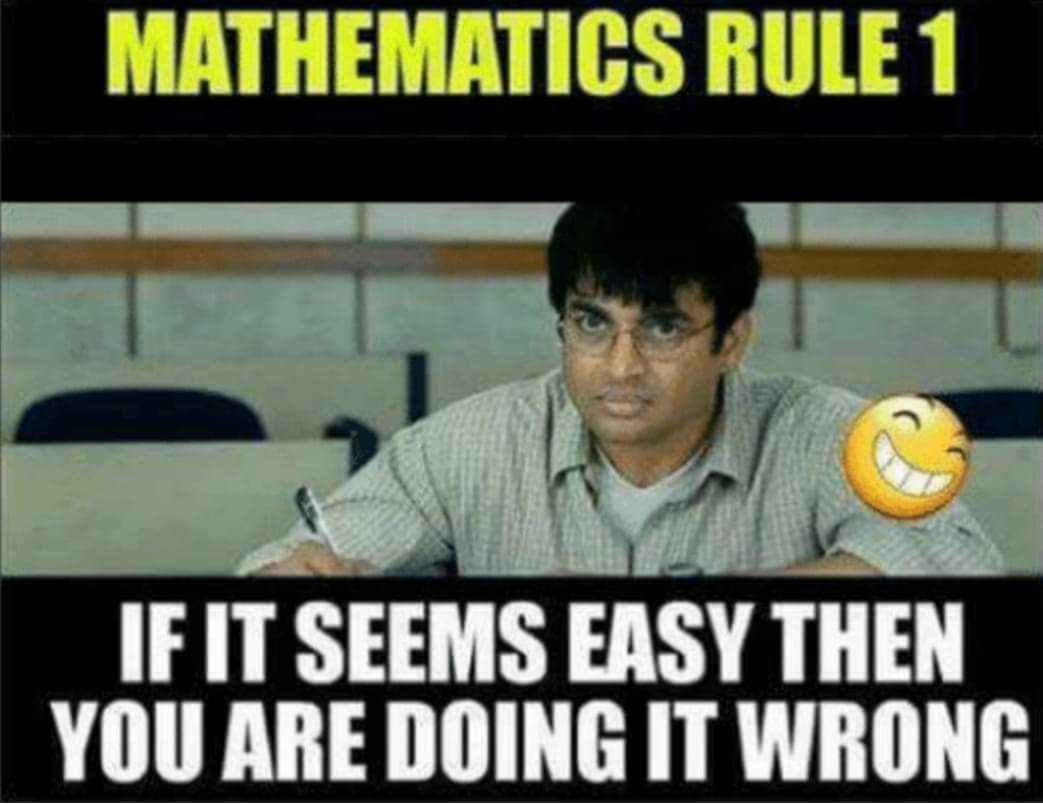 MATHEMATICS RULE 1
IF IT SEEMS EASY THEN
YOU ARE DOING IT WRONG